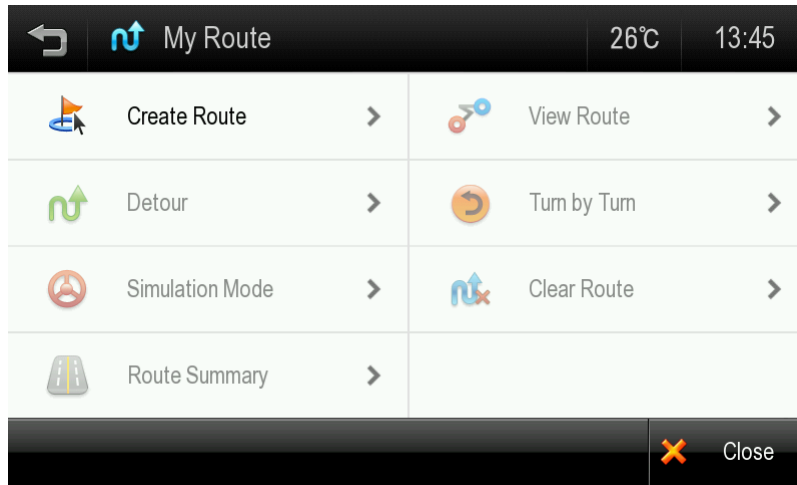 My Route 26℃ 13:45
Create Route
View Route
Detour
Turn by Turn
Simulation Mode
Clear Route
Route Summary
Close